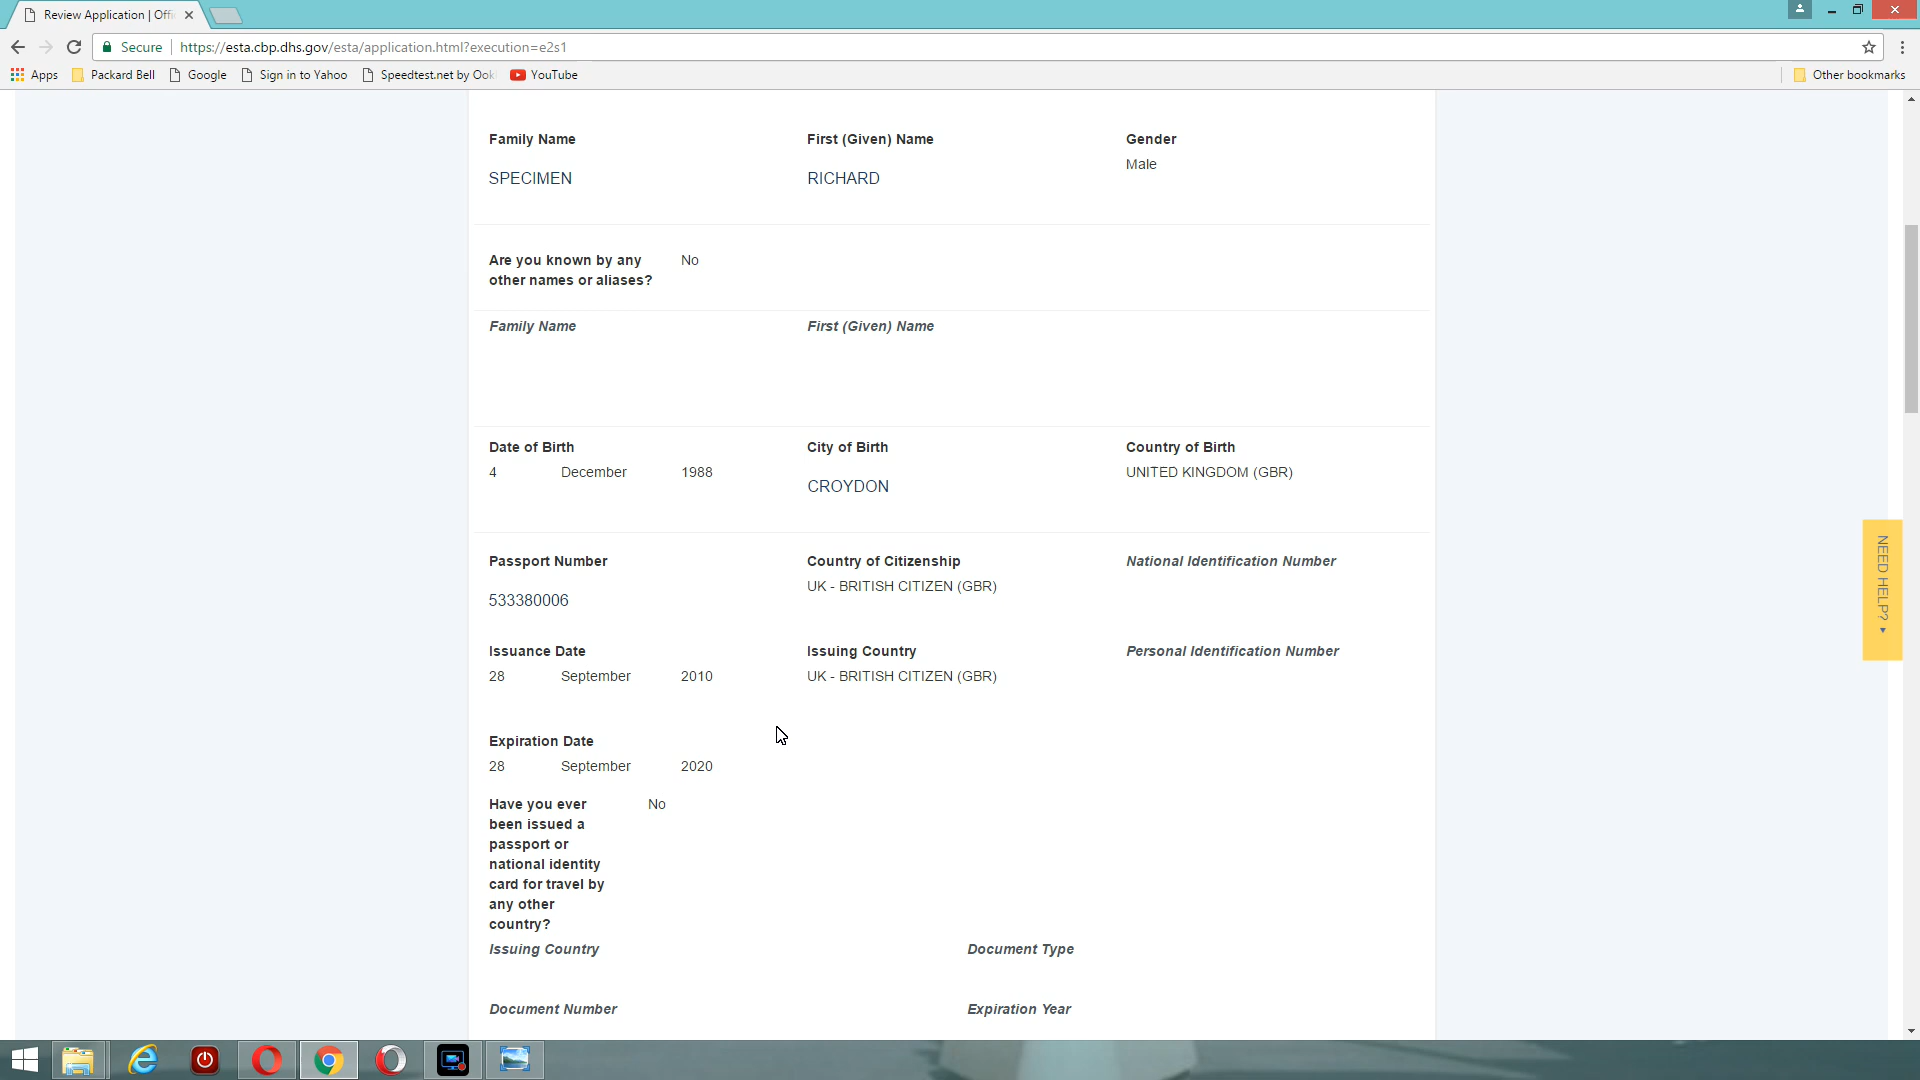 Review Application | Offi
Secure https://esta.cbp.dhs.gov/esta/application.html?execution=e2s1
Apps Packard Bell Google Sign in to Yahoo Speedtest.net by Ook YouTube Other bookmarks
Family Name First (Given) Name Gender
Male
SPECIMEN RICHARD
Are you known by any No
other names or aliases?
Family Name First (Given) Name
Date of Birth City of Birth Country of Birth
4 December 1988 UNITED KINGDOM (GBR)
CROYDON
Passport Number Country of Citizenship National Identification Number
UK - BRITISH CITIZEN (GBR)
533380006
NEED HELP?
Issuance Date Issuing Country Personal Identification Number
28 September 2010 UK - BRITISH CITIZEN (GBR)
Expiration Date
28 September 2020
Have you ever No
been issued a
passport or
national identity
card for travel by
any other
country?
Issuing Country Document Type
Document Number Expiration Year